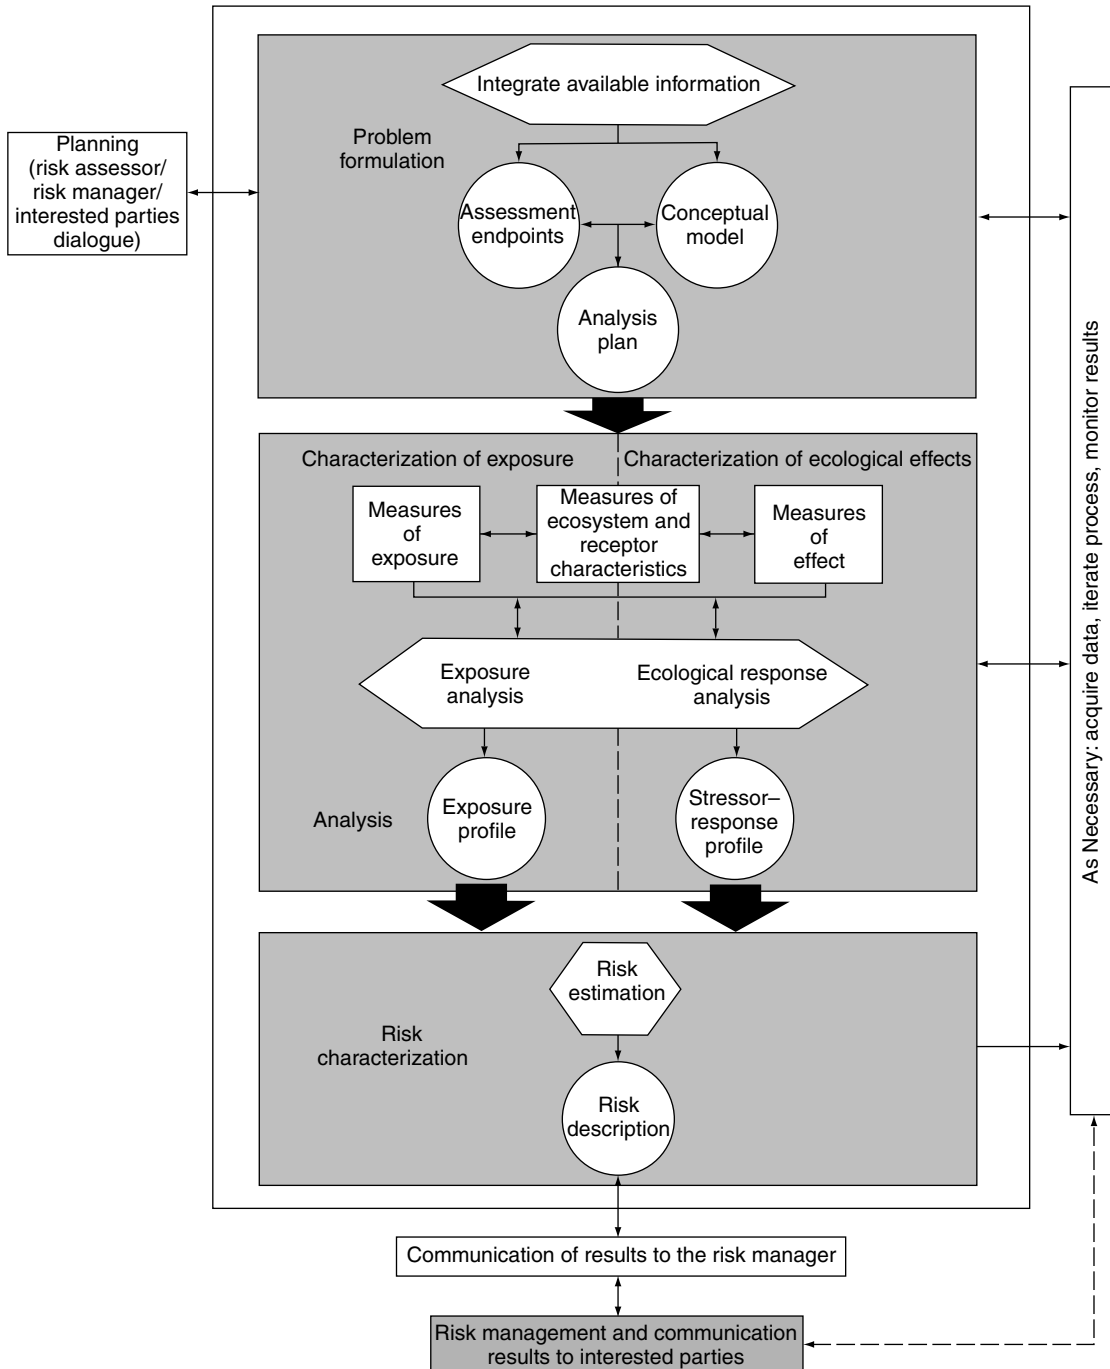 Integrate available information
Problem
formulation
Planning
(risk assessor/
risk manager/
interested parties
dialogue)
Assessment
endpoints
Conceptual
model
Analysis
plan
As Necessary: acquire data, iterate process, monitor results
Characterization of exposure
Characterization of ecological effects
Measures
of
exposure
Measures of
ecosystem and
receptor
characteristics
Measures
of
effect
Exposure
analysis
Ecological response
analysis
Analysis
Exposure
profile
Stressor–
response
profile
Risk
estimation
Risk
characterization
Risk
description
Communication of results to the risk manager
Risk management and communication
results to interested parties